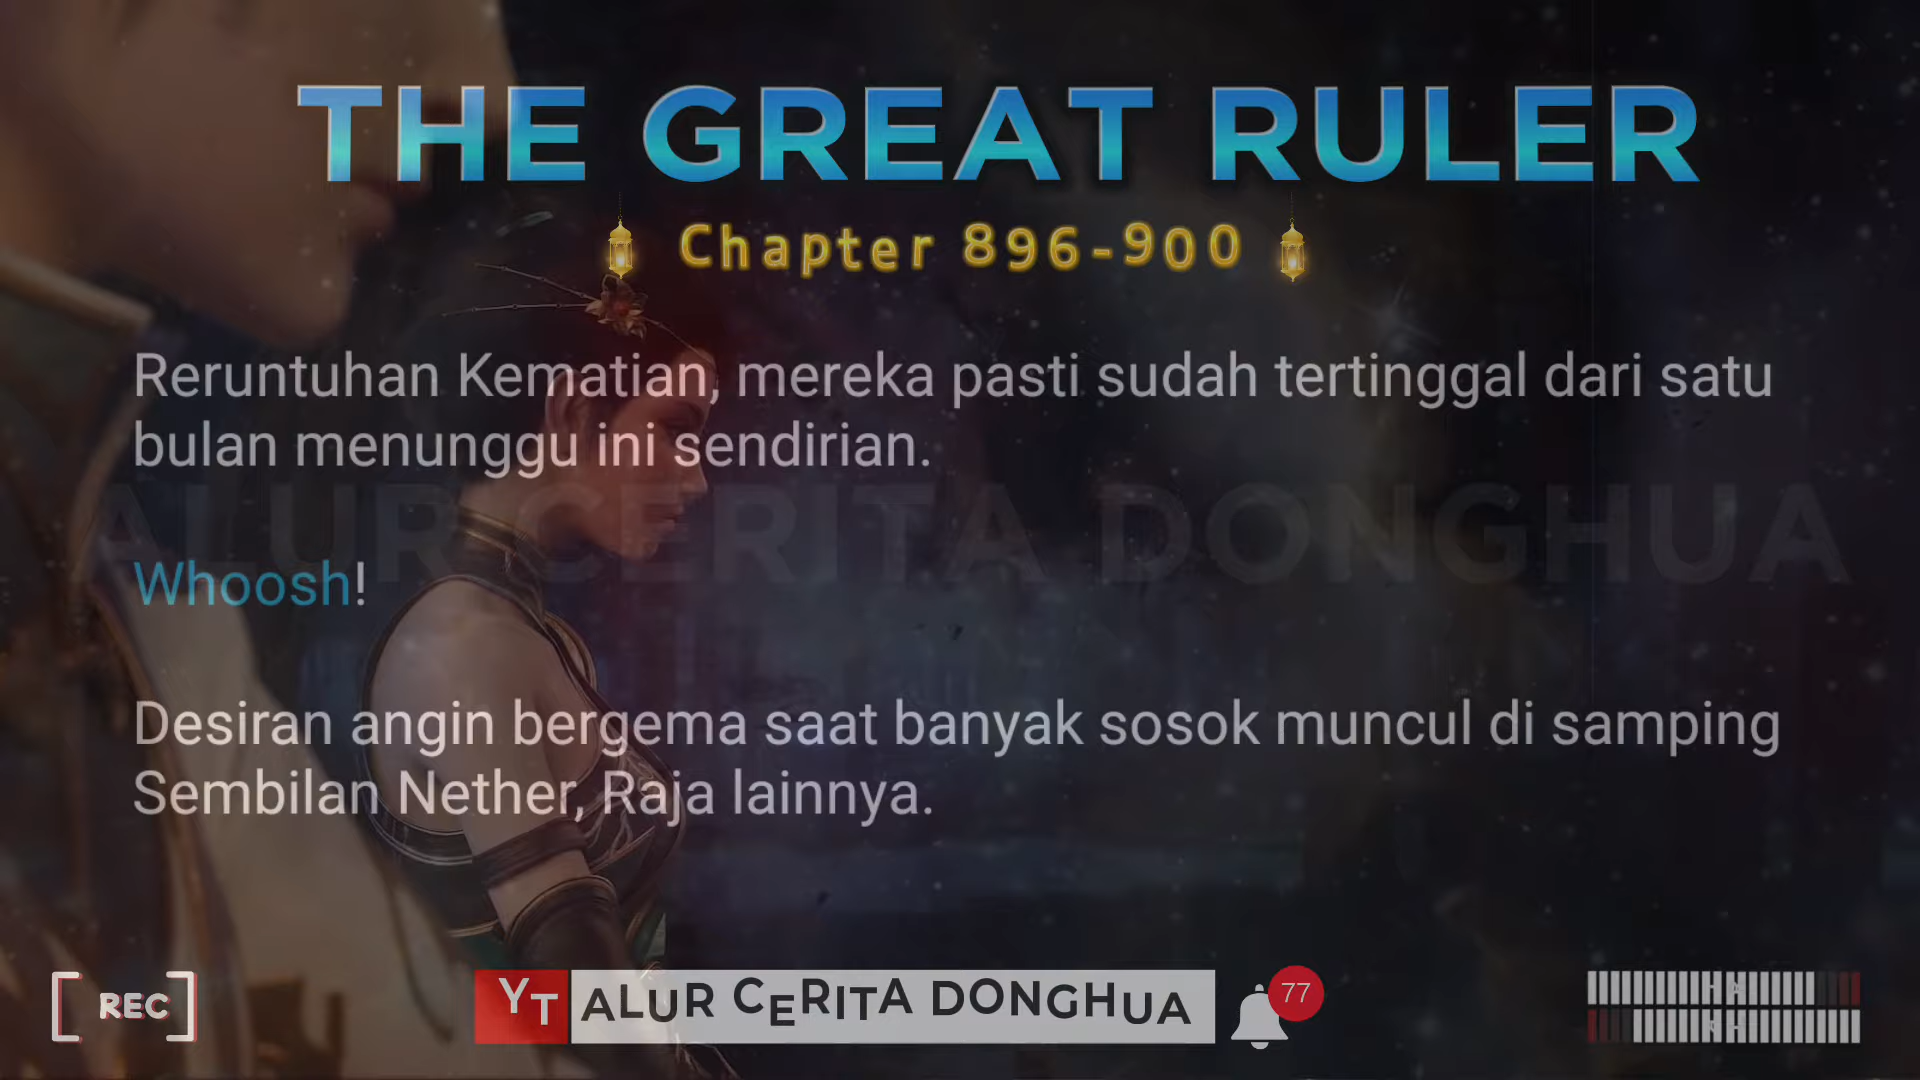 THE GREAT RULER
Chapter 896-900
Reruntuhan Kematian, mereka pasti sudah tertinggal dari satu
bulan menunggu ini sendirian.
ALUR CERITA DONGHUA
Whoosh!
Desiran angin bergema saat banyak sosok muncul di samping
Sembilan Nether, Raja lainnya.
REC
YT ALUR CERITA DONGHUA
77